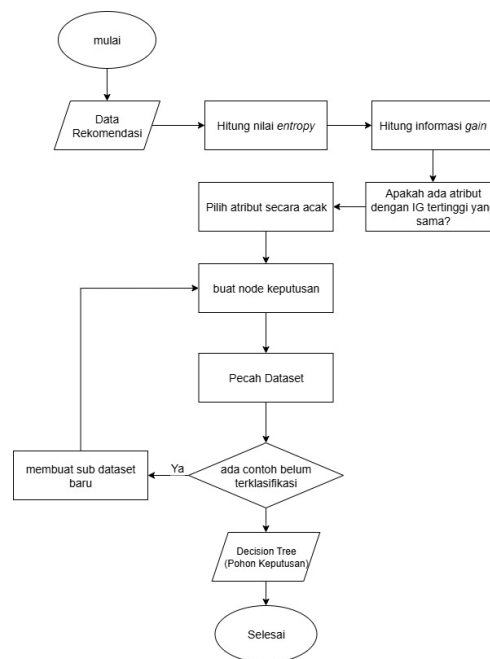 mulai
Data
Rekomendasi
Hitung nilai entropy
Hitung informasi gain
Apakah ada atribut
dengan IG tertinggi yang
sama?
Pilih atribut secara acak
buat node keputusan
Pecah Dataset
ada contoh belum
terklasifikasi
Ya
membuat sub dataset
baru
Decision Tree
(Pohon Keputusan)
Selesai